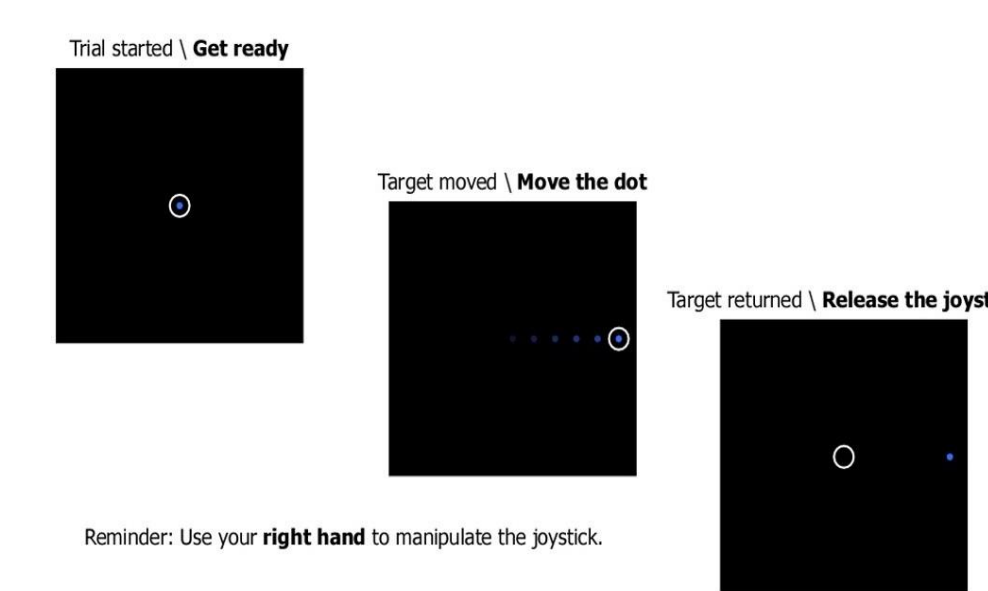 Trial started \ Get ready
Target moved \ Move the dot
Target returned \ Release the joyst
Reminder: Use your right hand to manipulate the joystick.